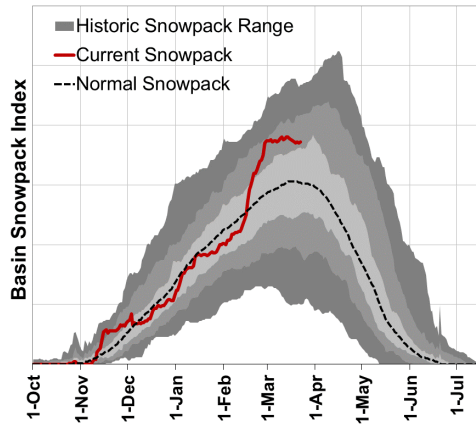 Historic Snowpack Range
Current Snowpack
Normal Snowpack
Basin Snowpack Index
1-Oct
1-Nov
1-Dec
1-Jan
1-Feb
1-Mar
1-Apr
1-May
1-Jun
1-Jul